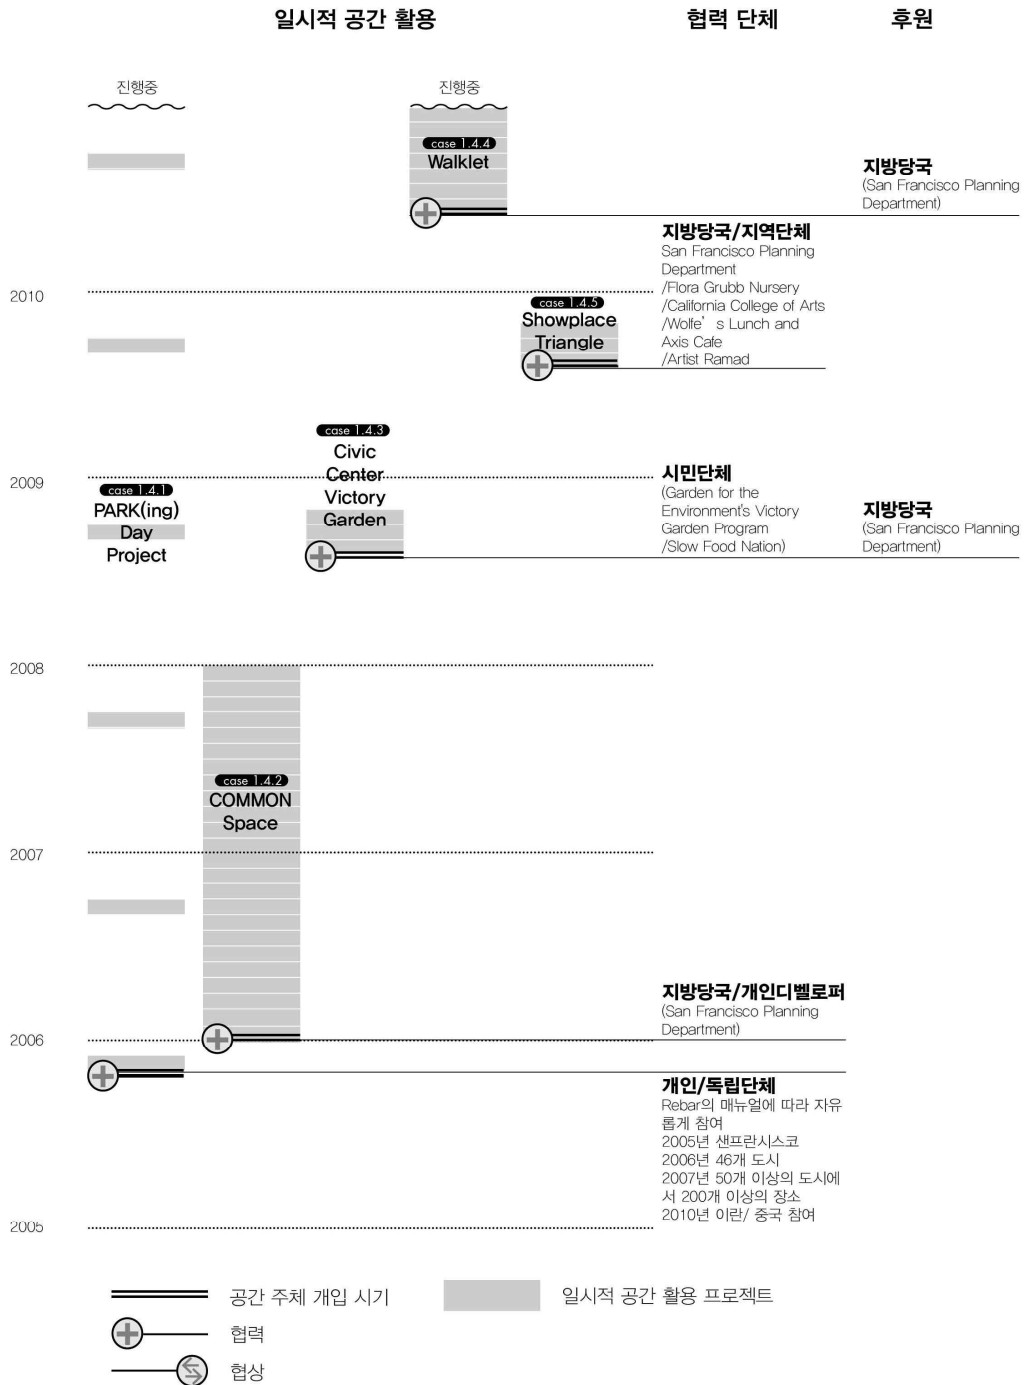 일시적 공간 활용
협력 단체
후원
진행중
진행중
case 1.4.4
Walklet
지방당국
(San Francisco Planning
Department)
지방당국/지역단체
San Francisco Planning
Department
/Flora Grubb Nursery
/California College of Arts
/Wolfe's Lunch and
Axis Cafe
/Artist Ramad
2010
case 1.4.5
Showplace
Triangle
case 1.4.3
Civic
Center
Victory
Garden
2009
case 1.4.1
PARK(ing)
Day
Project
시민단체
(Garden for the
Environment's Victory
Garden Program
/Slow Food Nation)
지방당국
(San Francisco Planning
Department)
2008
case 1.4.2
COMMON
Space
2007
지방당국/개인디벨로퍼
(San Francisco Planning
Department)
2006
개인/독립단체
Rebar의 매뉴얼에 따라 자유
롭게 참여
2005년 샌프란시스코
2006년 46개 도시
2007년 50개 이상의 도시에
서 200개 이상의 장소
2010년 이란/ 중국 참여
2005
공간 주체 개입 시기
일시적 공간 활용 프로젝트
협력
협상